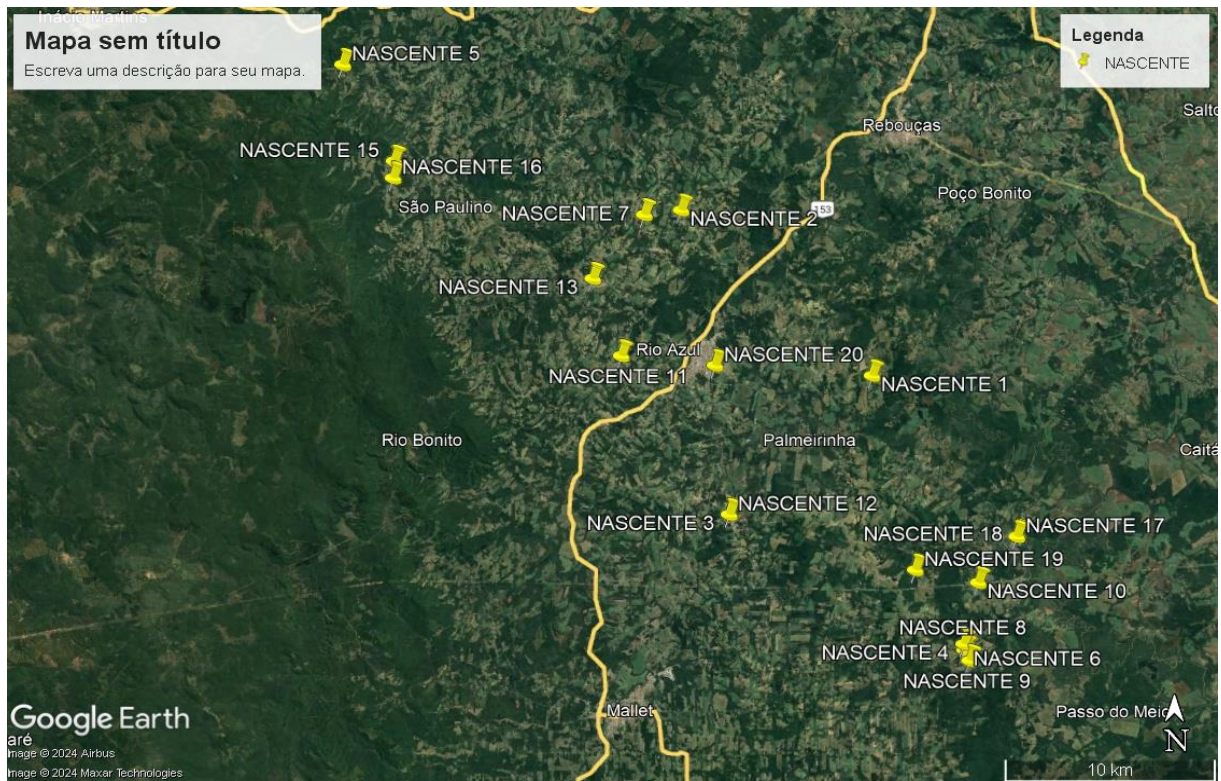 Inácio Martins
Mapa sem título
Escreva uma descrição para seu mapa.
Legenda
NASCENTE
NASCENTE 5
Salto
Rebouças
NASCENTE 15
NASCENTE 16
Poço Bonito
São Paulino
NASCENTE 7
153
NASCENTE 2
NASCENTE 13
Rio Azul
NASCENTE 20
NASCENTE 11
NASCENTE 1
Rio Bonito
Palmeirinha
Caitá
NASCENTE 12
NASCENTE 3
NASCENTE 17
NASCENTE 18
NASCENTE 19
NASCENTE 10
NASCENTE 8
NASCENTE 4
NASCENTE 6
NASCENTE 9
Mallet
Passo do Meio
Google Earth
aré
Image © 2024 Airbus
Image © 2024 Maxar Technologies
N
10 km